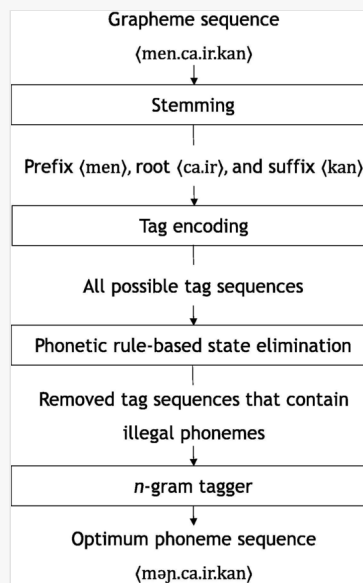 Grapheme sequence
⟨men.ca.ir.kan⟩
Stemming
Prefix ⟨men⟩, root ⟨ca.ir⟩, and suffix ⟨kan⟩
Tag encoding
All possible tag sequences
Phonetic rule-based state elimination
Removed tag sequences that contain
illegal phonemes
n-gram tagger
Optimum phoneme sequence
⟨məɲ.ca.ir.kan⟩